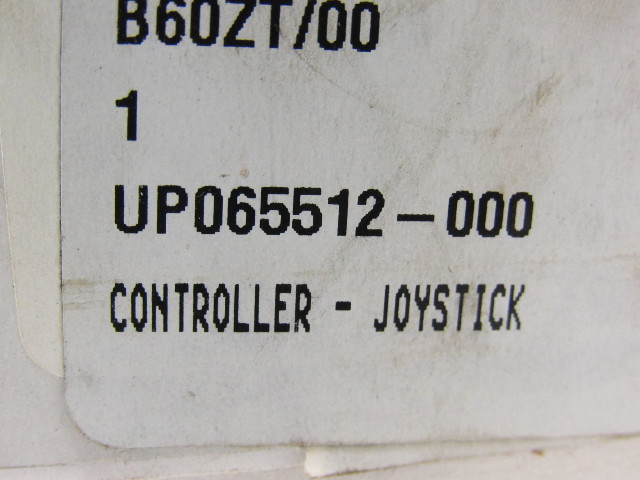 B60ZT/00
1
UP065512-000
CONTROLLER - JOYSTICK